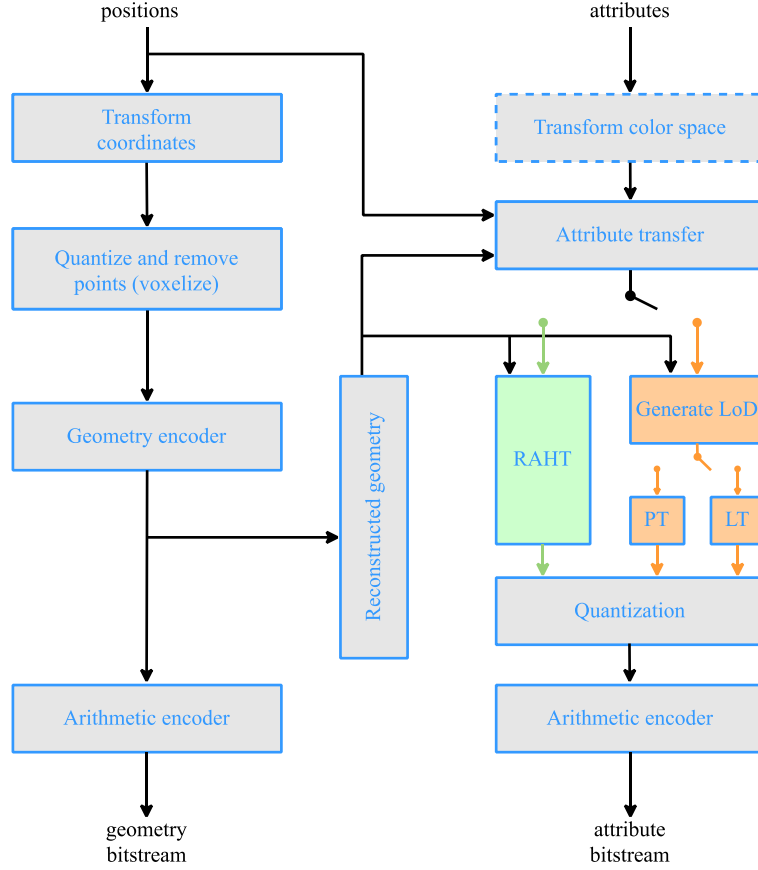 positions
attributes
Transform
coordinates
Transform color space
Quantize and remove
points (voxelize)
Attribute transfer
Geometry encoder
Reconstructed geometry
RAHT
Generate LoD
PT
LT
Quantization
Arithmetic encoder
Arithmetic encoder
geometry
bitstream
attribute
bitstream